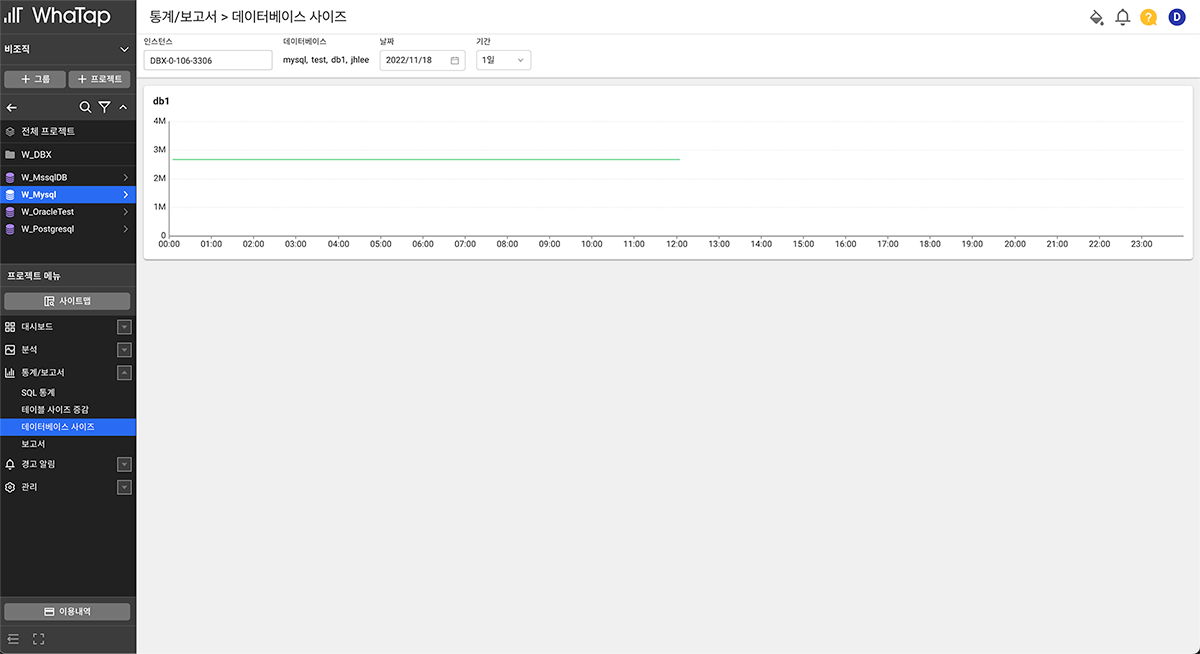 WhaTap
비조직
+ 그룹
+ 프로젝트
전체 프로젝트
W_DBX
W_MssqlDB
W_Mysql
W_OracleTest
W_Postgresql
프로젝트 메뉴
사이트맵
대시보드
분석
통계/보고서
SQL 통계
테이블 사이즈 증감
데이터베이스 사이즈
보고서
경고 알림
관리
이용내역
통계/보고서 > 데이터베이스 사이즈
? D
인스턴스 데이터베이스 날짜 기간
DBX-0-106-3306 mysql, test, db1, jhlee 2022/11/18 1일
db1
4M
3M
2M
1M
0
00:00 01:00 02:00 03:00 04:00 05:00 06:00 07:00 08:00 09:00 10:00 11:00 12:00 13:00 14:00 15:00 16:00 17:00 18:00 19:00 20:00 21:00 22:00 23:00